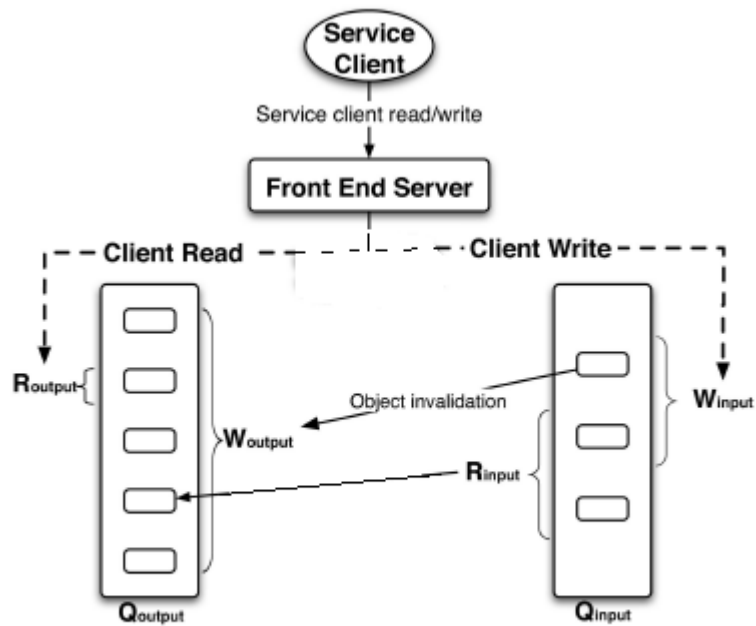 Service
Client
Service client read/write
Front End Server
Client Read
Client Write
Routput
Woutput
Object invalidation
Rinput
Winput
Qoutput
Qinput